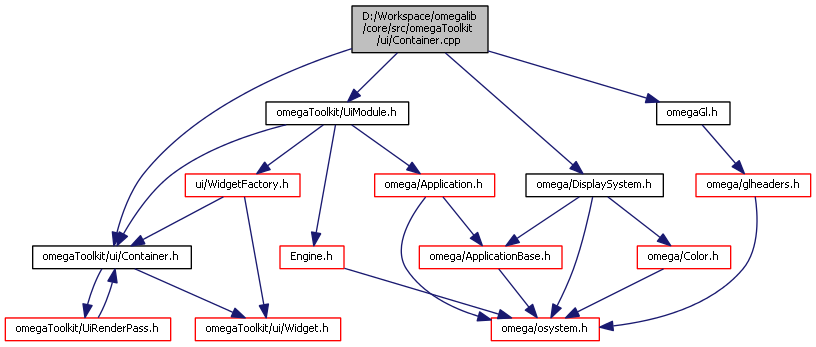 D:/Workspace/omegalib
/core/src/omegaToolkit
/ui/Container.cpp
omegaToolkit/UiModule.h
omegaGl.h
ui/WidgetFactory.h
omega/Application.h
omega/DisplaySystem.h
omega/glheaders.h
omegaToolkit/ui/Container.h
Engine.h
omega/ApplicationBase.h
omega/Color.h
omegaToolkit/UiRenderPass.h
omegaToolkit/ui/Widget.h
omega/osystem.h